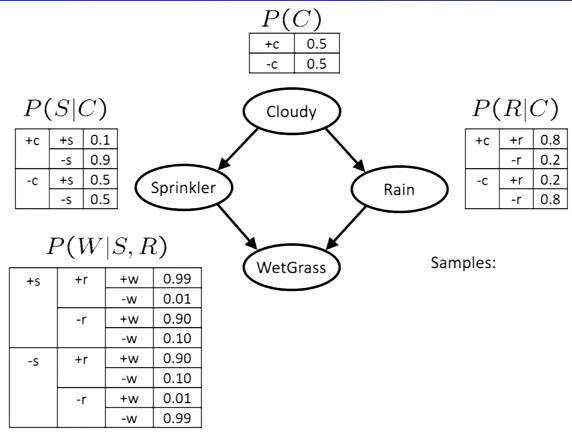 P(C)
+c 0.5
-c 0.5
P(S|C)
+c +s 0.1
-s 0.9
-c +s 0.5
-s 0.5
Cloudy
P(R|C)
+c +r 0.8
-r 0.2
-c +r 0.2
-r 0.8
Sprinkler
Rain
P(W|S, R)
+s +r +w 0.99
-w 0.01
-r +w 0.90
-w 0.10
-s +r +w 0.90
-w 0.10
-r +w 0.01
-w 0.99
WetGrass
Samples: